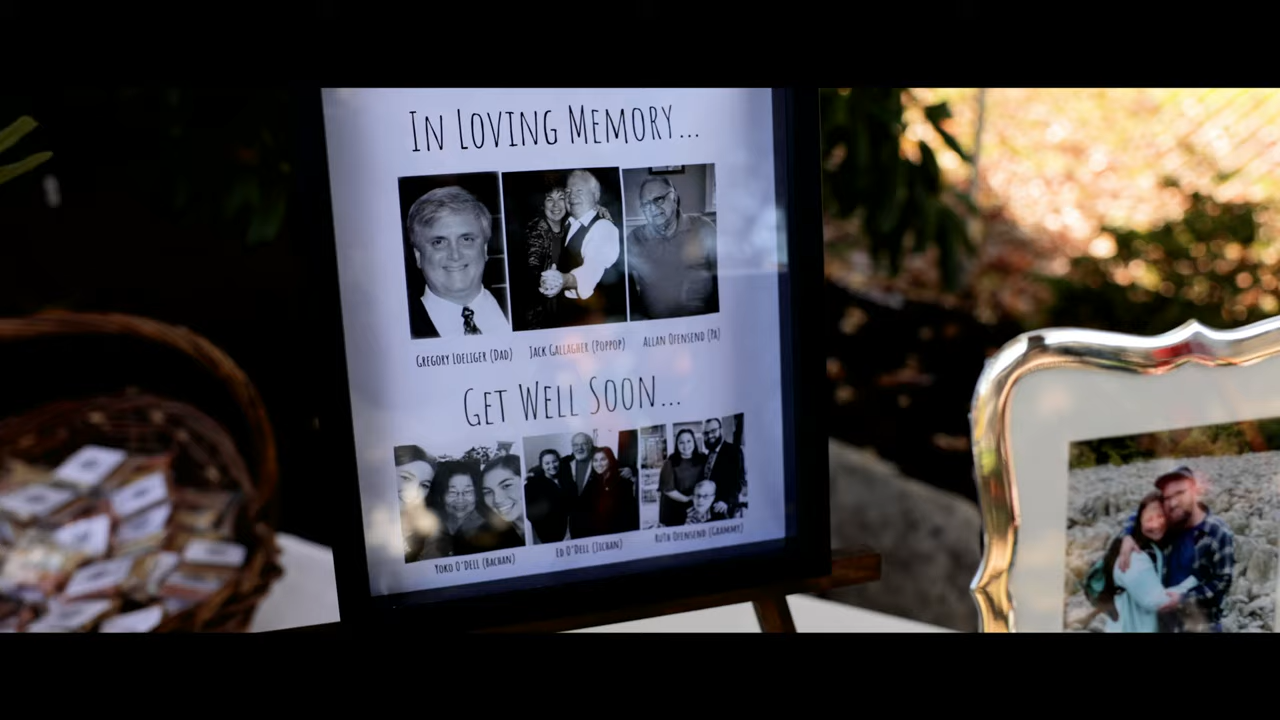 IN LOVING MEMORY...
GREGORY LOELIGER (DAD) JACK GALLAGHER (POPPOP) ALLAN OFENSEND (PA)
GET WELL SOON...
YOKO O'DELL (BACHAN) ED O'DELL (JICHAN) RUTH OFENSEND (GRAMMY)